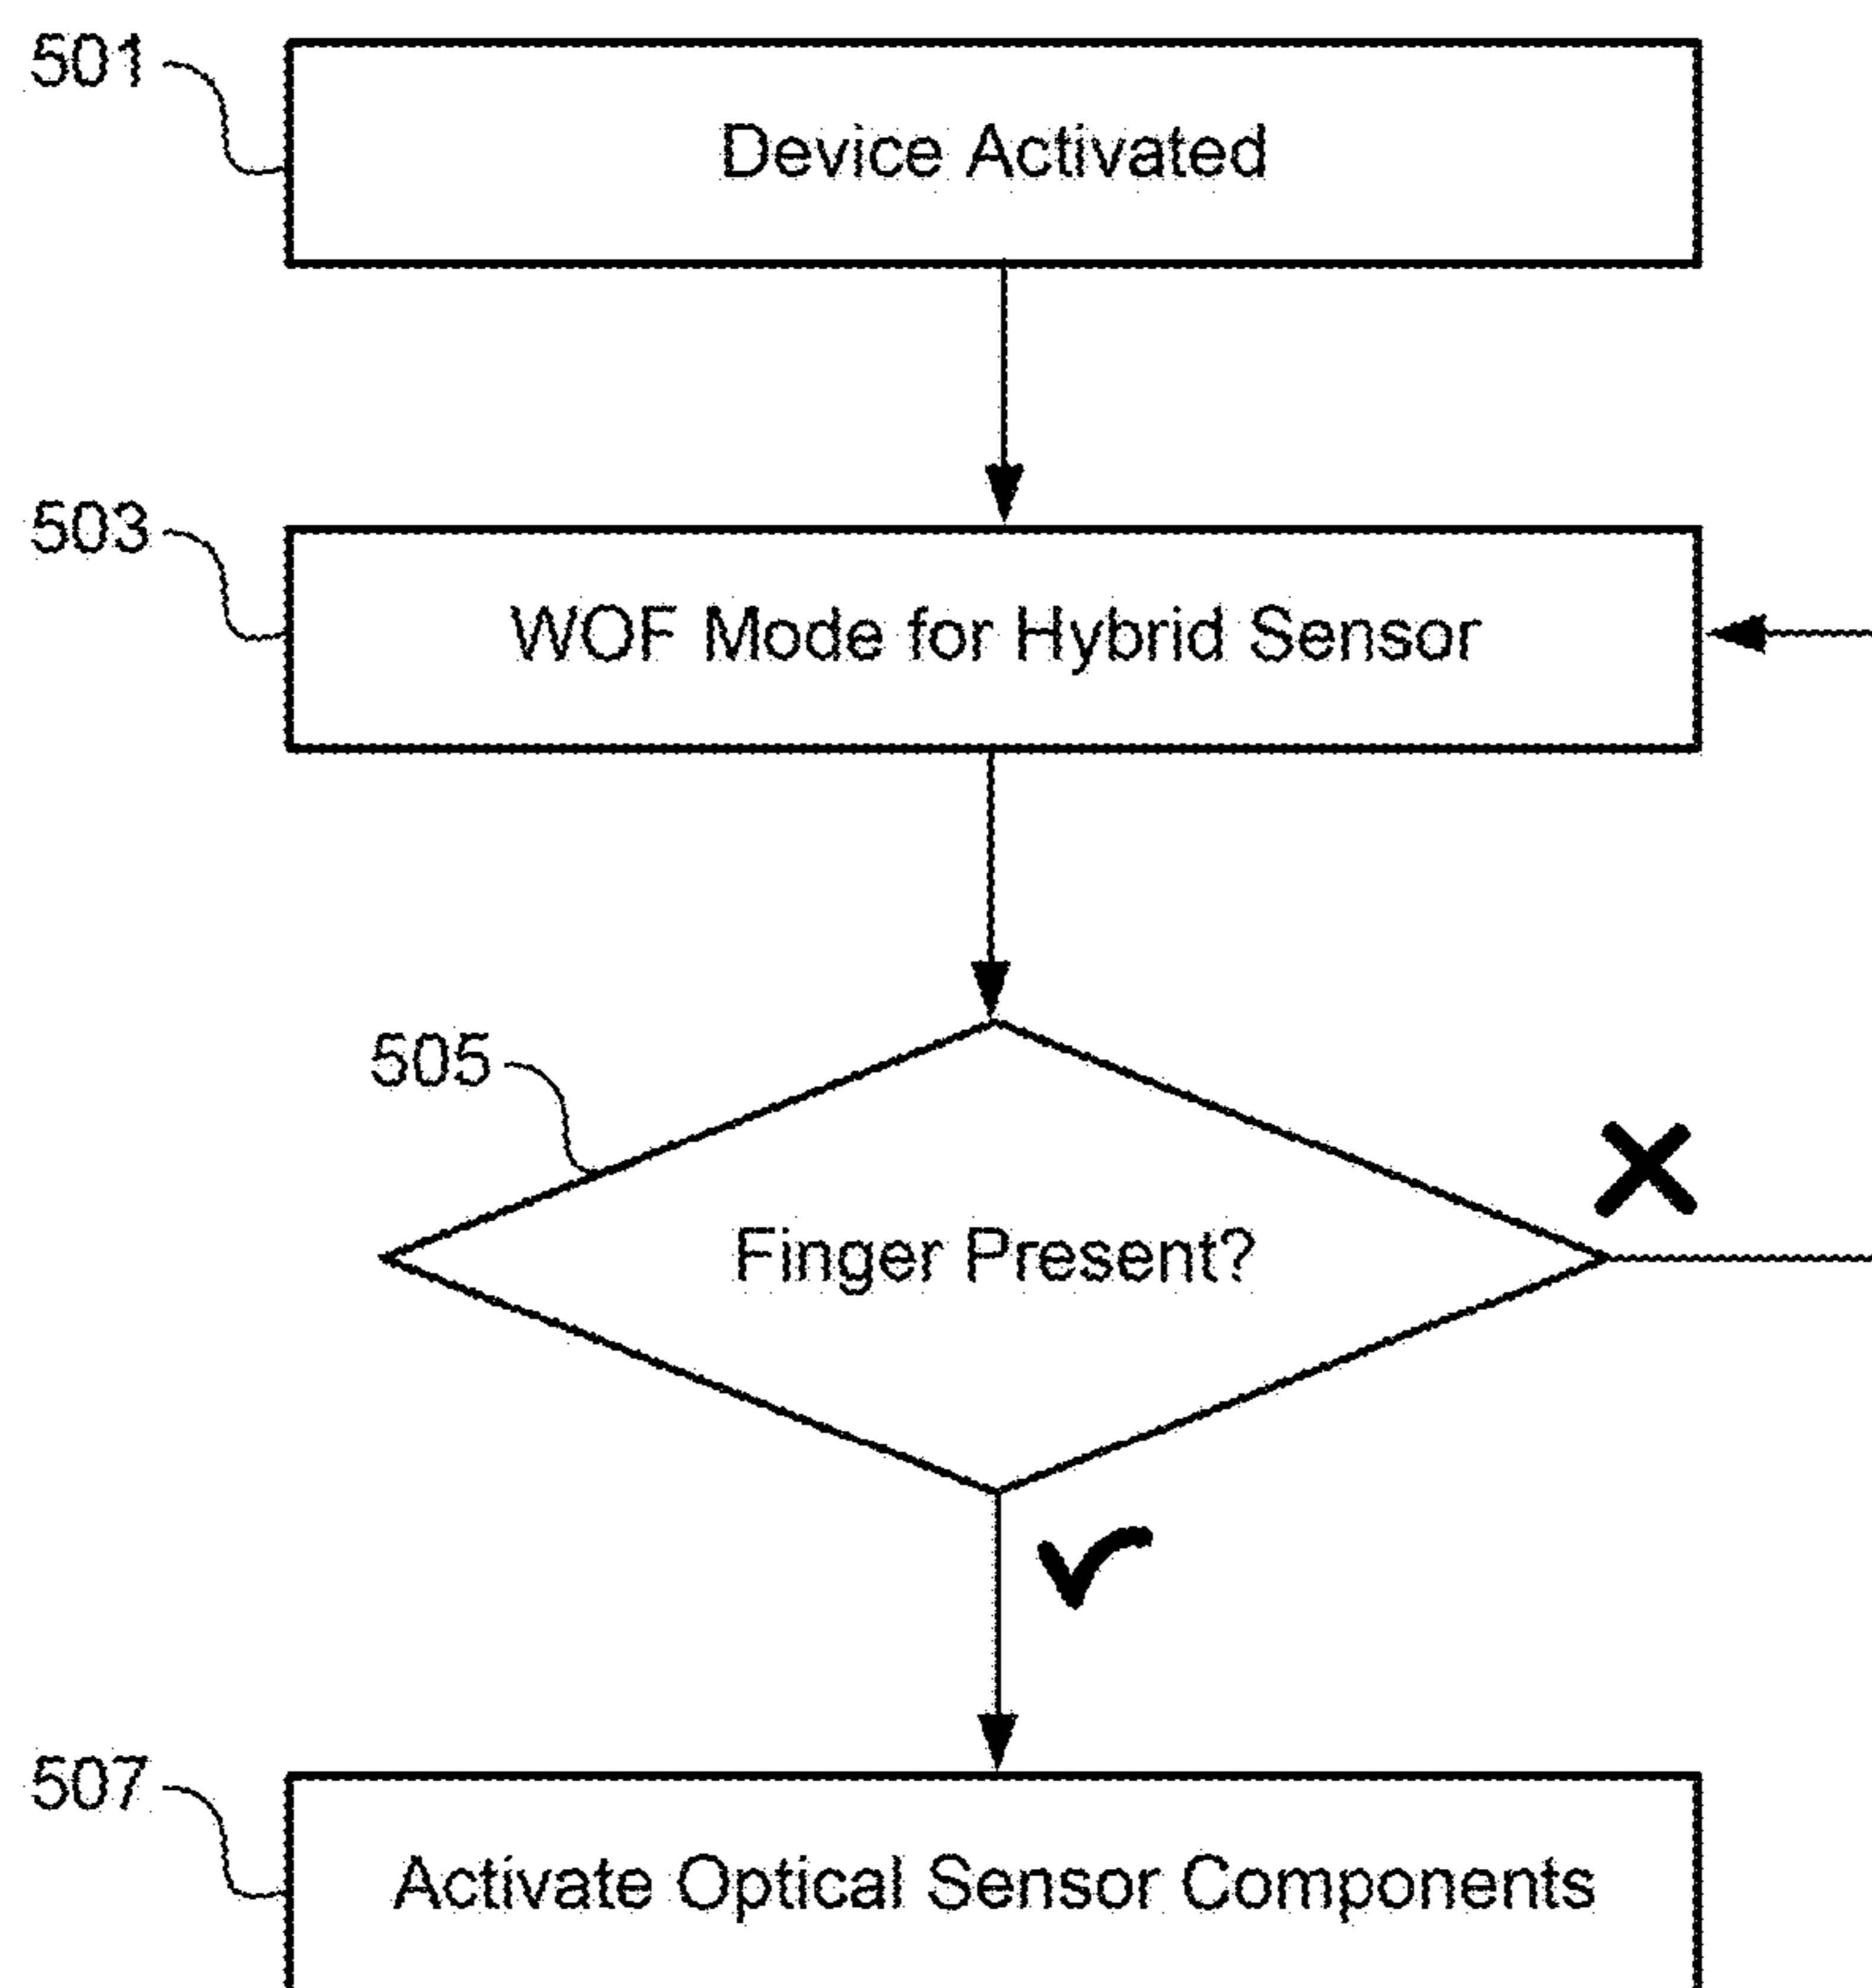 501
Device Activated
503
WOF Mode for Hybrid Sensor
505
Finger Present?
507
Activate Optical Sensor Components